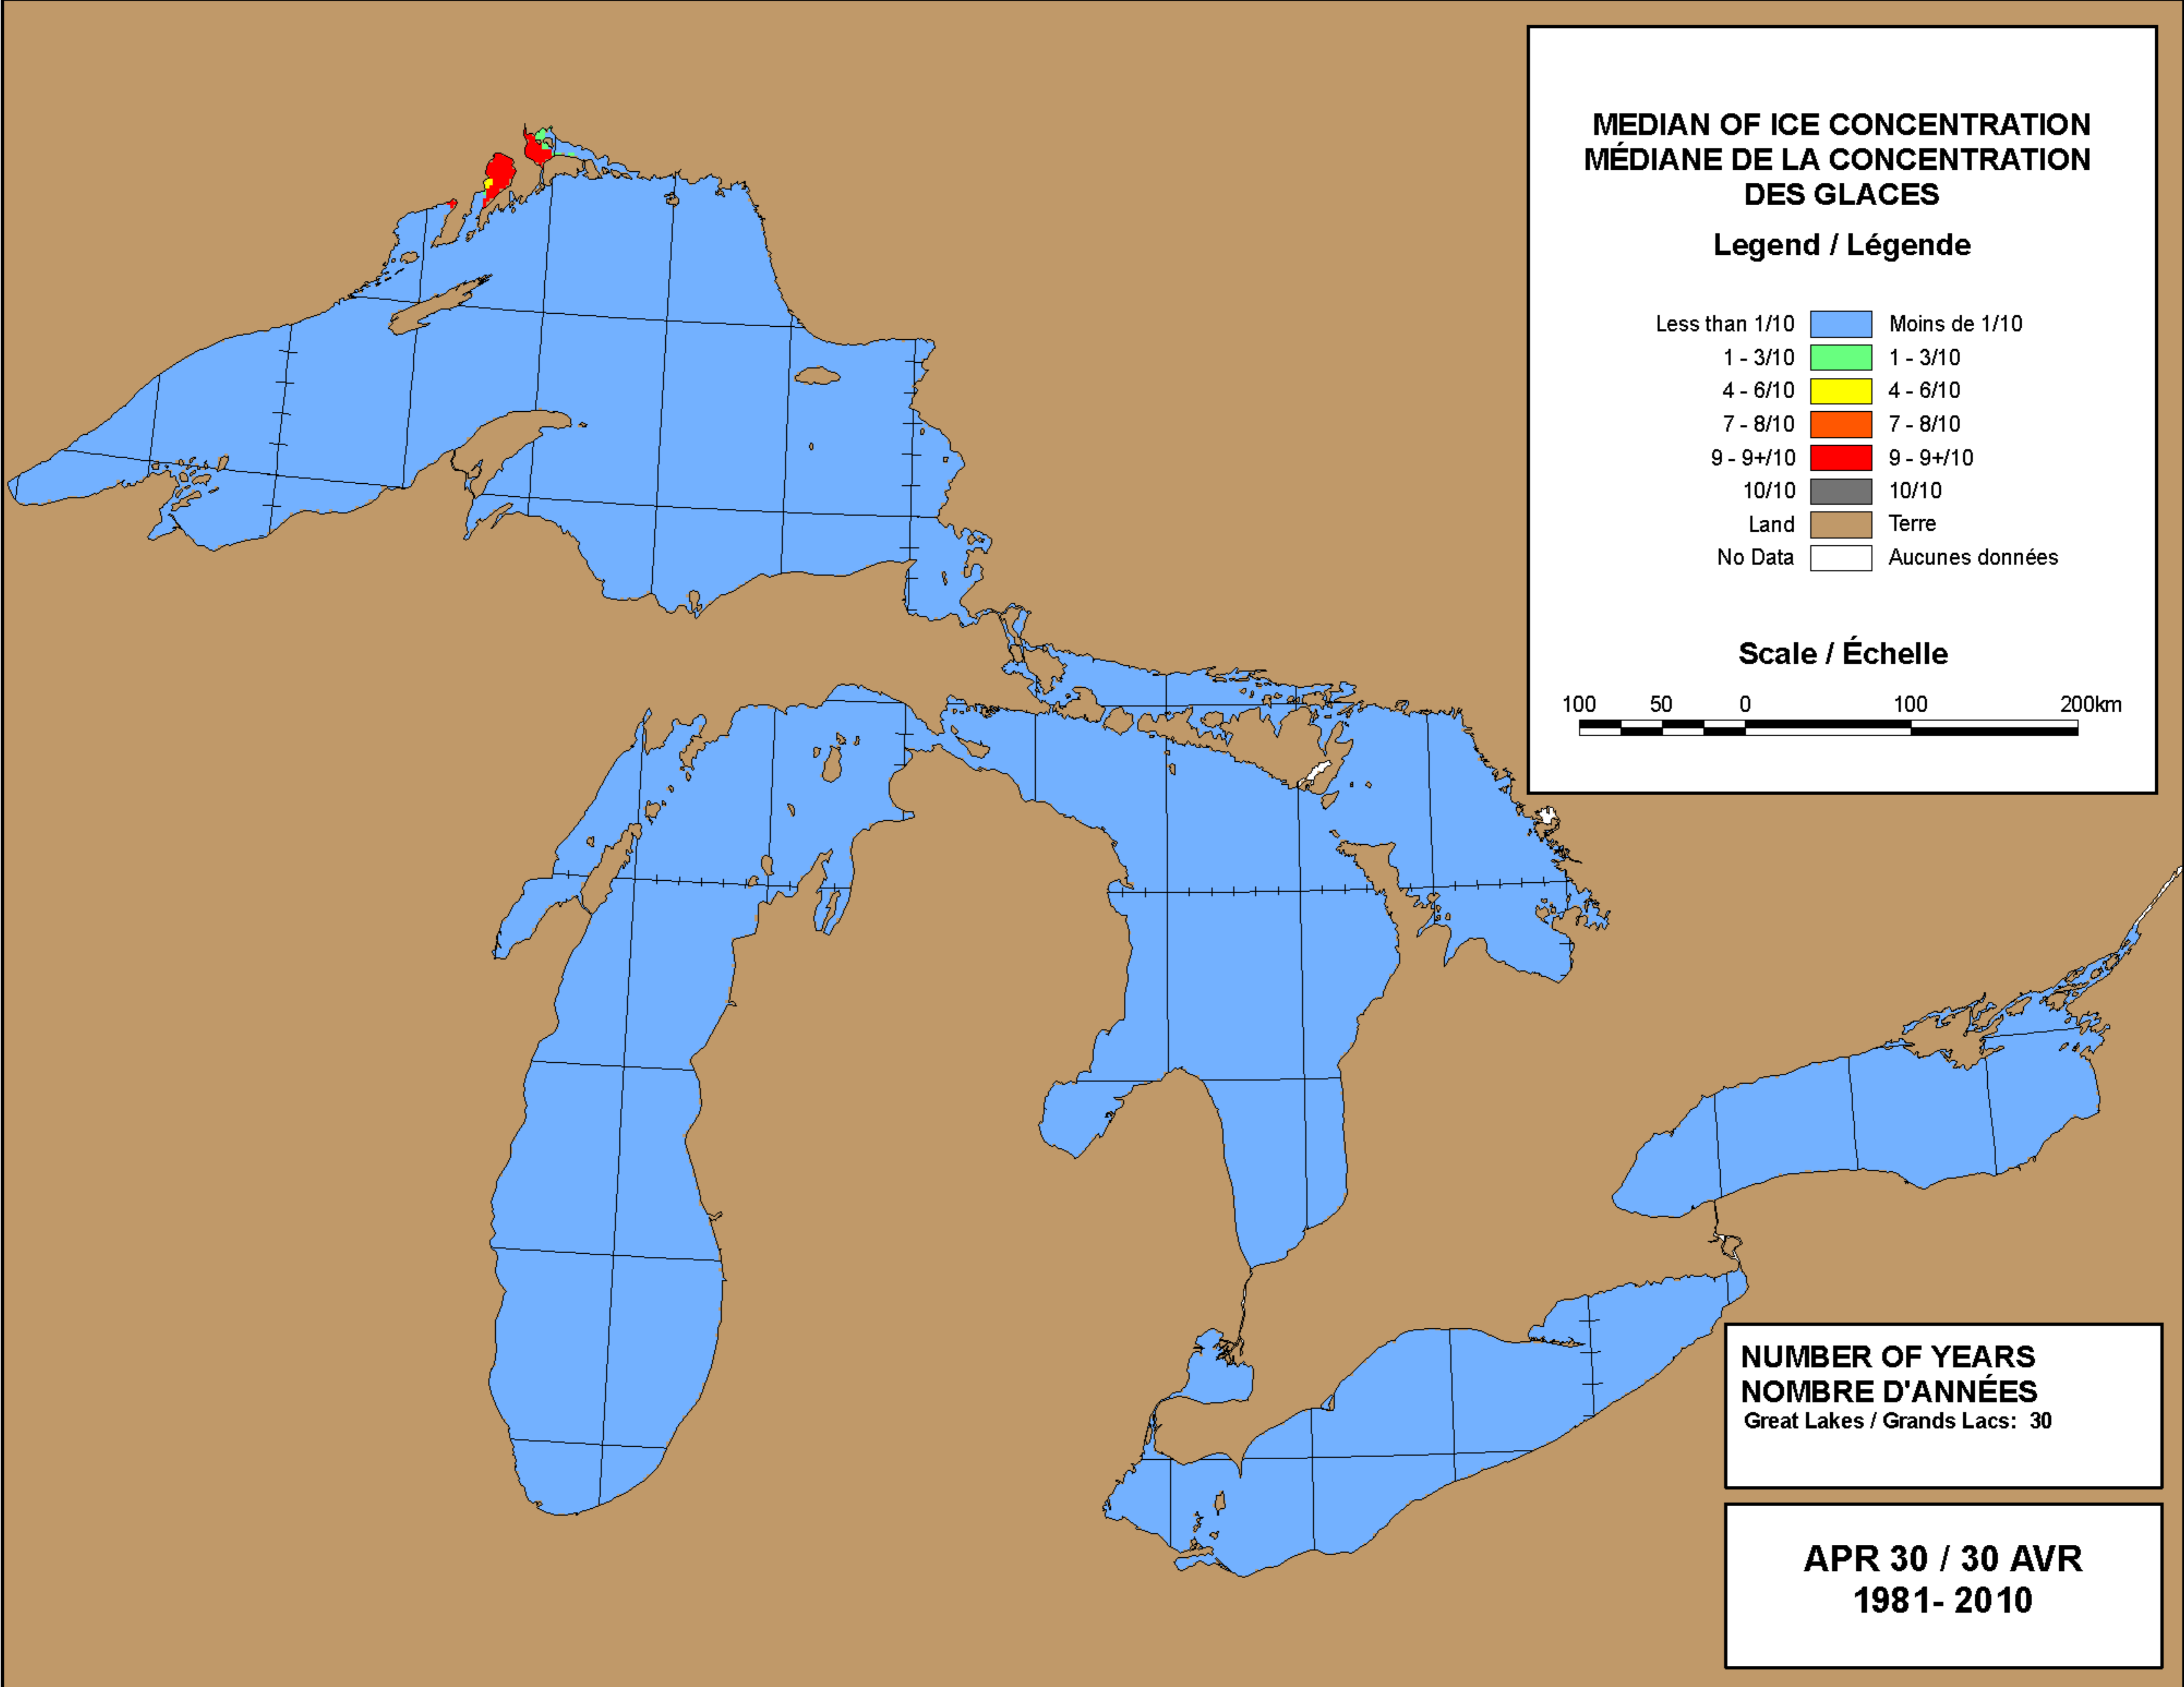 MEDIAN OF ICE CONCENTRATION
MÉDIANE DE LA CONCENTRATION
DES GLACES
Legend / Légende
Less than 1/10 Moins de 1/10
1 - 3/10 1 - 3/10
4 - 6/10 4 - 6/10
7 - 8/10 7 - 8/10
9 - 9+/10 9 - 9+/10
10/10 10/10
Land Terre
No Data Aucunes données
Scale / Échelle
100 50 0 100 200km
NUMBER OF YEARS
NOMBRE D'ANNÉES
Great Lakes / Grands Lacs: 30
APR 30 / 30 AVR
1981- 2010